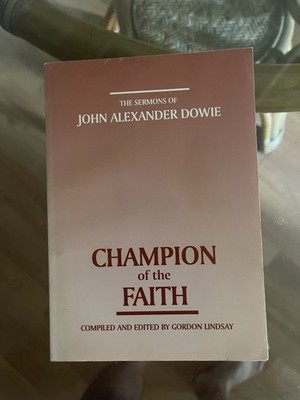 THE SERMONS OF
JOHN ALEXANDER DOWIE
CHAMPION
of the
FAITH
COMPILED AND EDITED BY GORDON LINDSAY